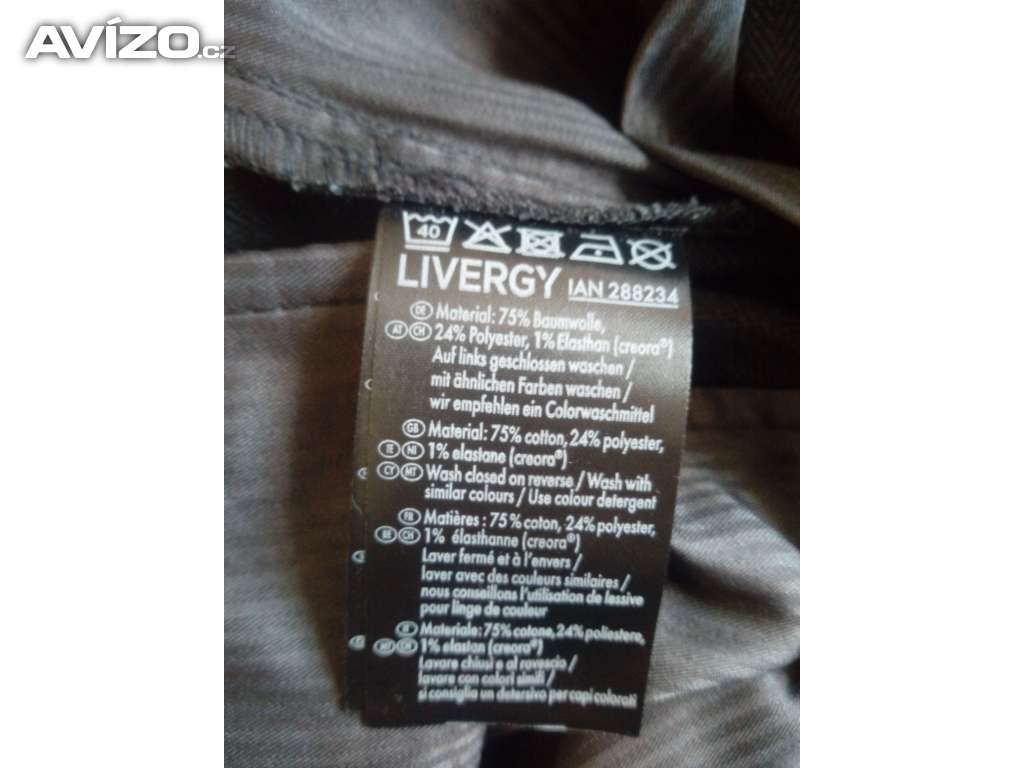 AVÍZO.cz
40
LIVERGY IAN 288234
DE Material: 75% Baumwolle,
AT CH 24% Polyester, 1% Elasthan (creora®)
Auf links geschlossen waschen /
mit ähnlichen Farben waschen /
wir empfehlen ein Colorwaschmittel
GB Material: 75% cotton, 24% polyester,
IE NI 1% elastane (creora®)
CY MT Wash closed on reverse / Wash with
similar colours / Use colour detergent
FR Matières : 75% coton, 24% polyester,
BE CH 1% élasthanne (creora®)
Laver fermé et à l'envers /
laver avec des couleurs similaires /
nous conseillons l'utilisation de lessive
pour linge de couleur
IT Materiale: 75% cotone, 24% poliestere,
MT CH 1% elastan (creora®)
Lavare chiusi e al rovescio /
lavare con colori simili /
si consiglia un detersivo per capi colorati